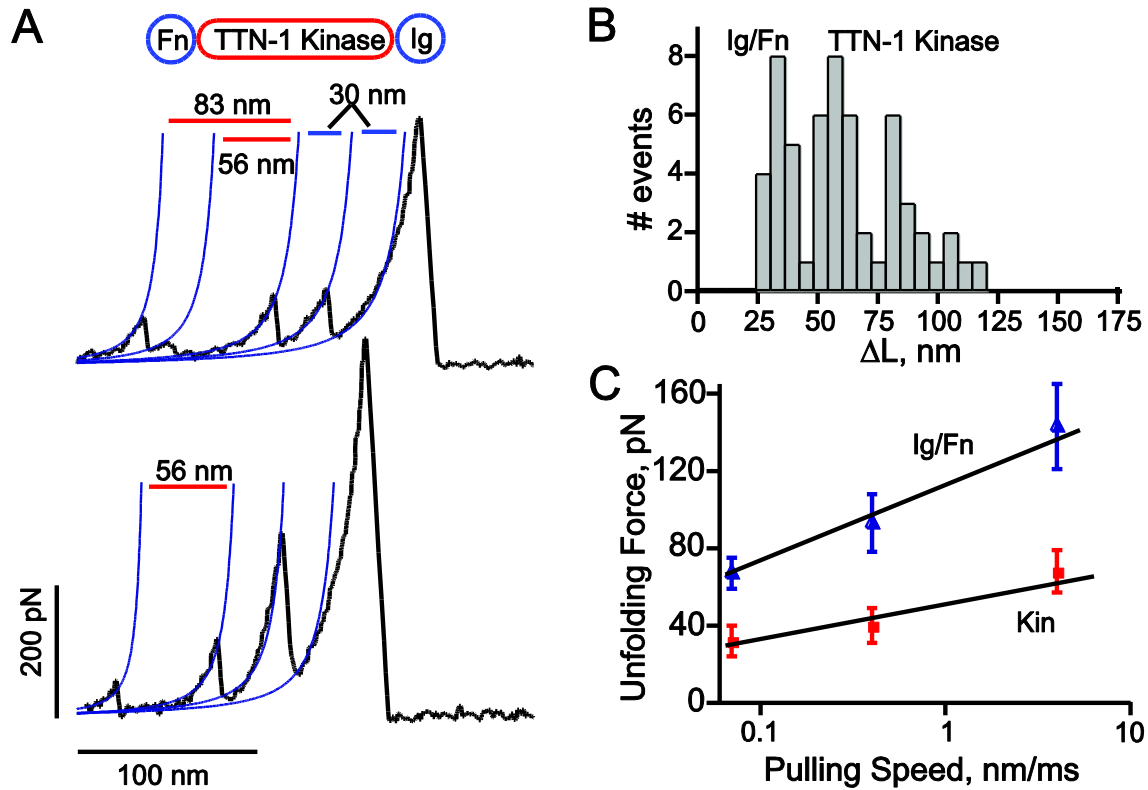 A
Fn TTN-1 Kinase Ig
83 nm
30 nm
56 nm
56 nm
200 pN
100 nm
B
Ig/Fn TTN-1 Kinase
# events
8
6
4
2
0
0 25 50 75 100 125 150 175
ΔL, nm
C
Unfolding Force, pN
160
120
80
40
0
Ig/Fn
Kin
0.1 1 10
Pulling Speed, nm/ms